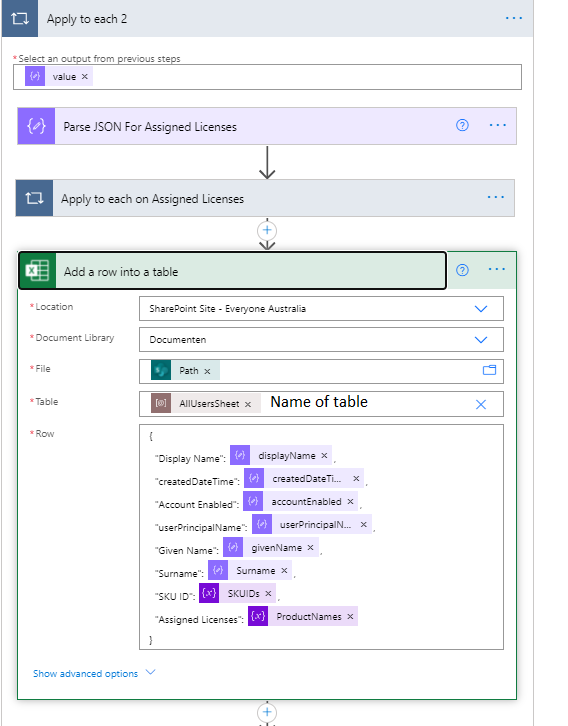 Apply to each 2
*Select an output from previous steps
value ×
Parse JSON For Assigned Licenses
Apply to each on Assigned Licenses
Add a row into a table
*Location
SharePoint Site - Everyone Australia
*Document Library
Documenten
*File
Path ×
*Table
AllUsersSheet ×
Name of table
*Row
{
"Display Name": displayName × ,
"createdDateTime": createdDateTi... × ,
"Account Enabled": accountEnabled × ,
"userPrincipalName": userPrincipalN... × ,
"Given Name": givenName × ,
"Surname": Surname × ,
"SKU ID": {x} SKUIDs × ,
"Assigned Licenses": {x} ProductNames ×
}
Show advanced options